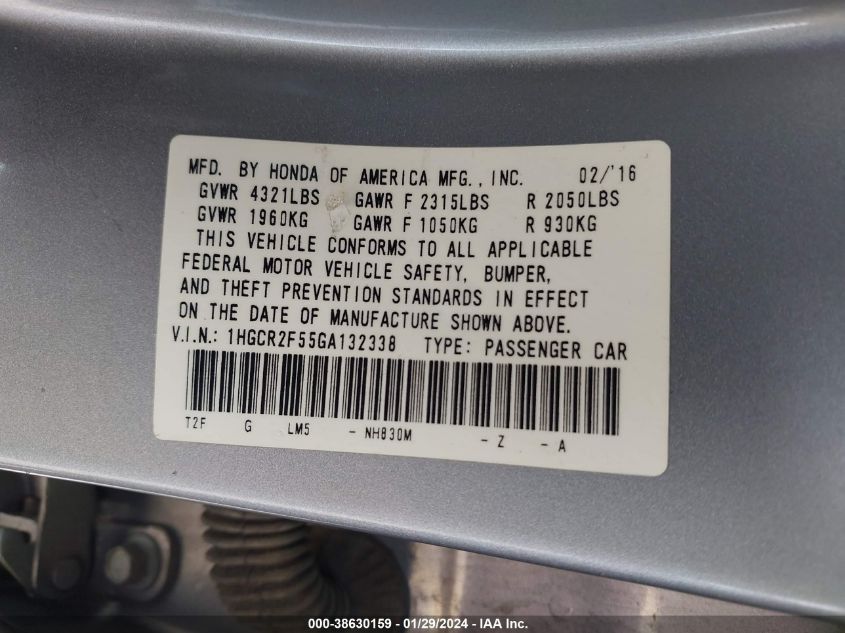 MFD. BY HONDA OF AMERICA MFG., INC. 02/'16
GVWR 4321LBS GAWR F 2315LBS R 2050LBS
GVWR 1960KG GAWR F 1050KG R 930KG
THIS VEHICLE CONFORMS TO ALL APPLICABLE
FEDERAL MOTOR VEHICLE SAFETY, BUMPER,
AND THEFT PREVENTION STANDARDS IN EFFECT
ON THE DATE OF MANUFACTURE SHOWN ABOVE.
V.I.N.: 1HGCR2F55GA132338 TYPE: PASSENGER CAR
T2F G LM5 - NH830M - Z - A
000-38630159 - 01/29/2024 - IAA Inc.